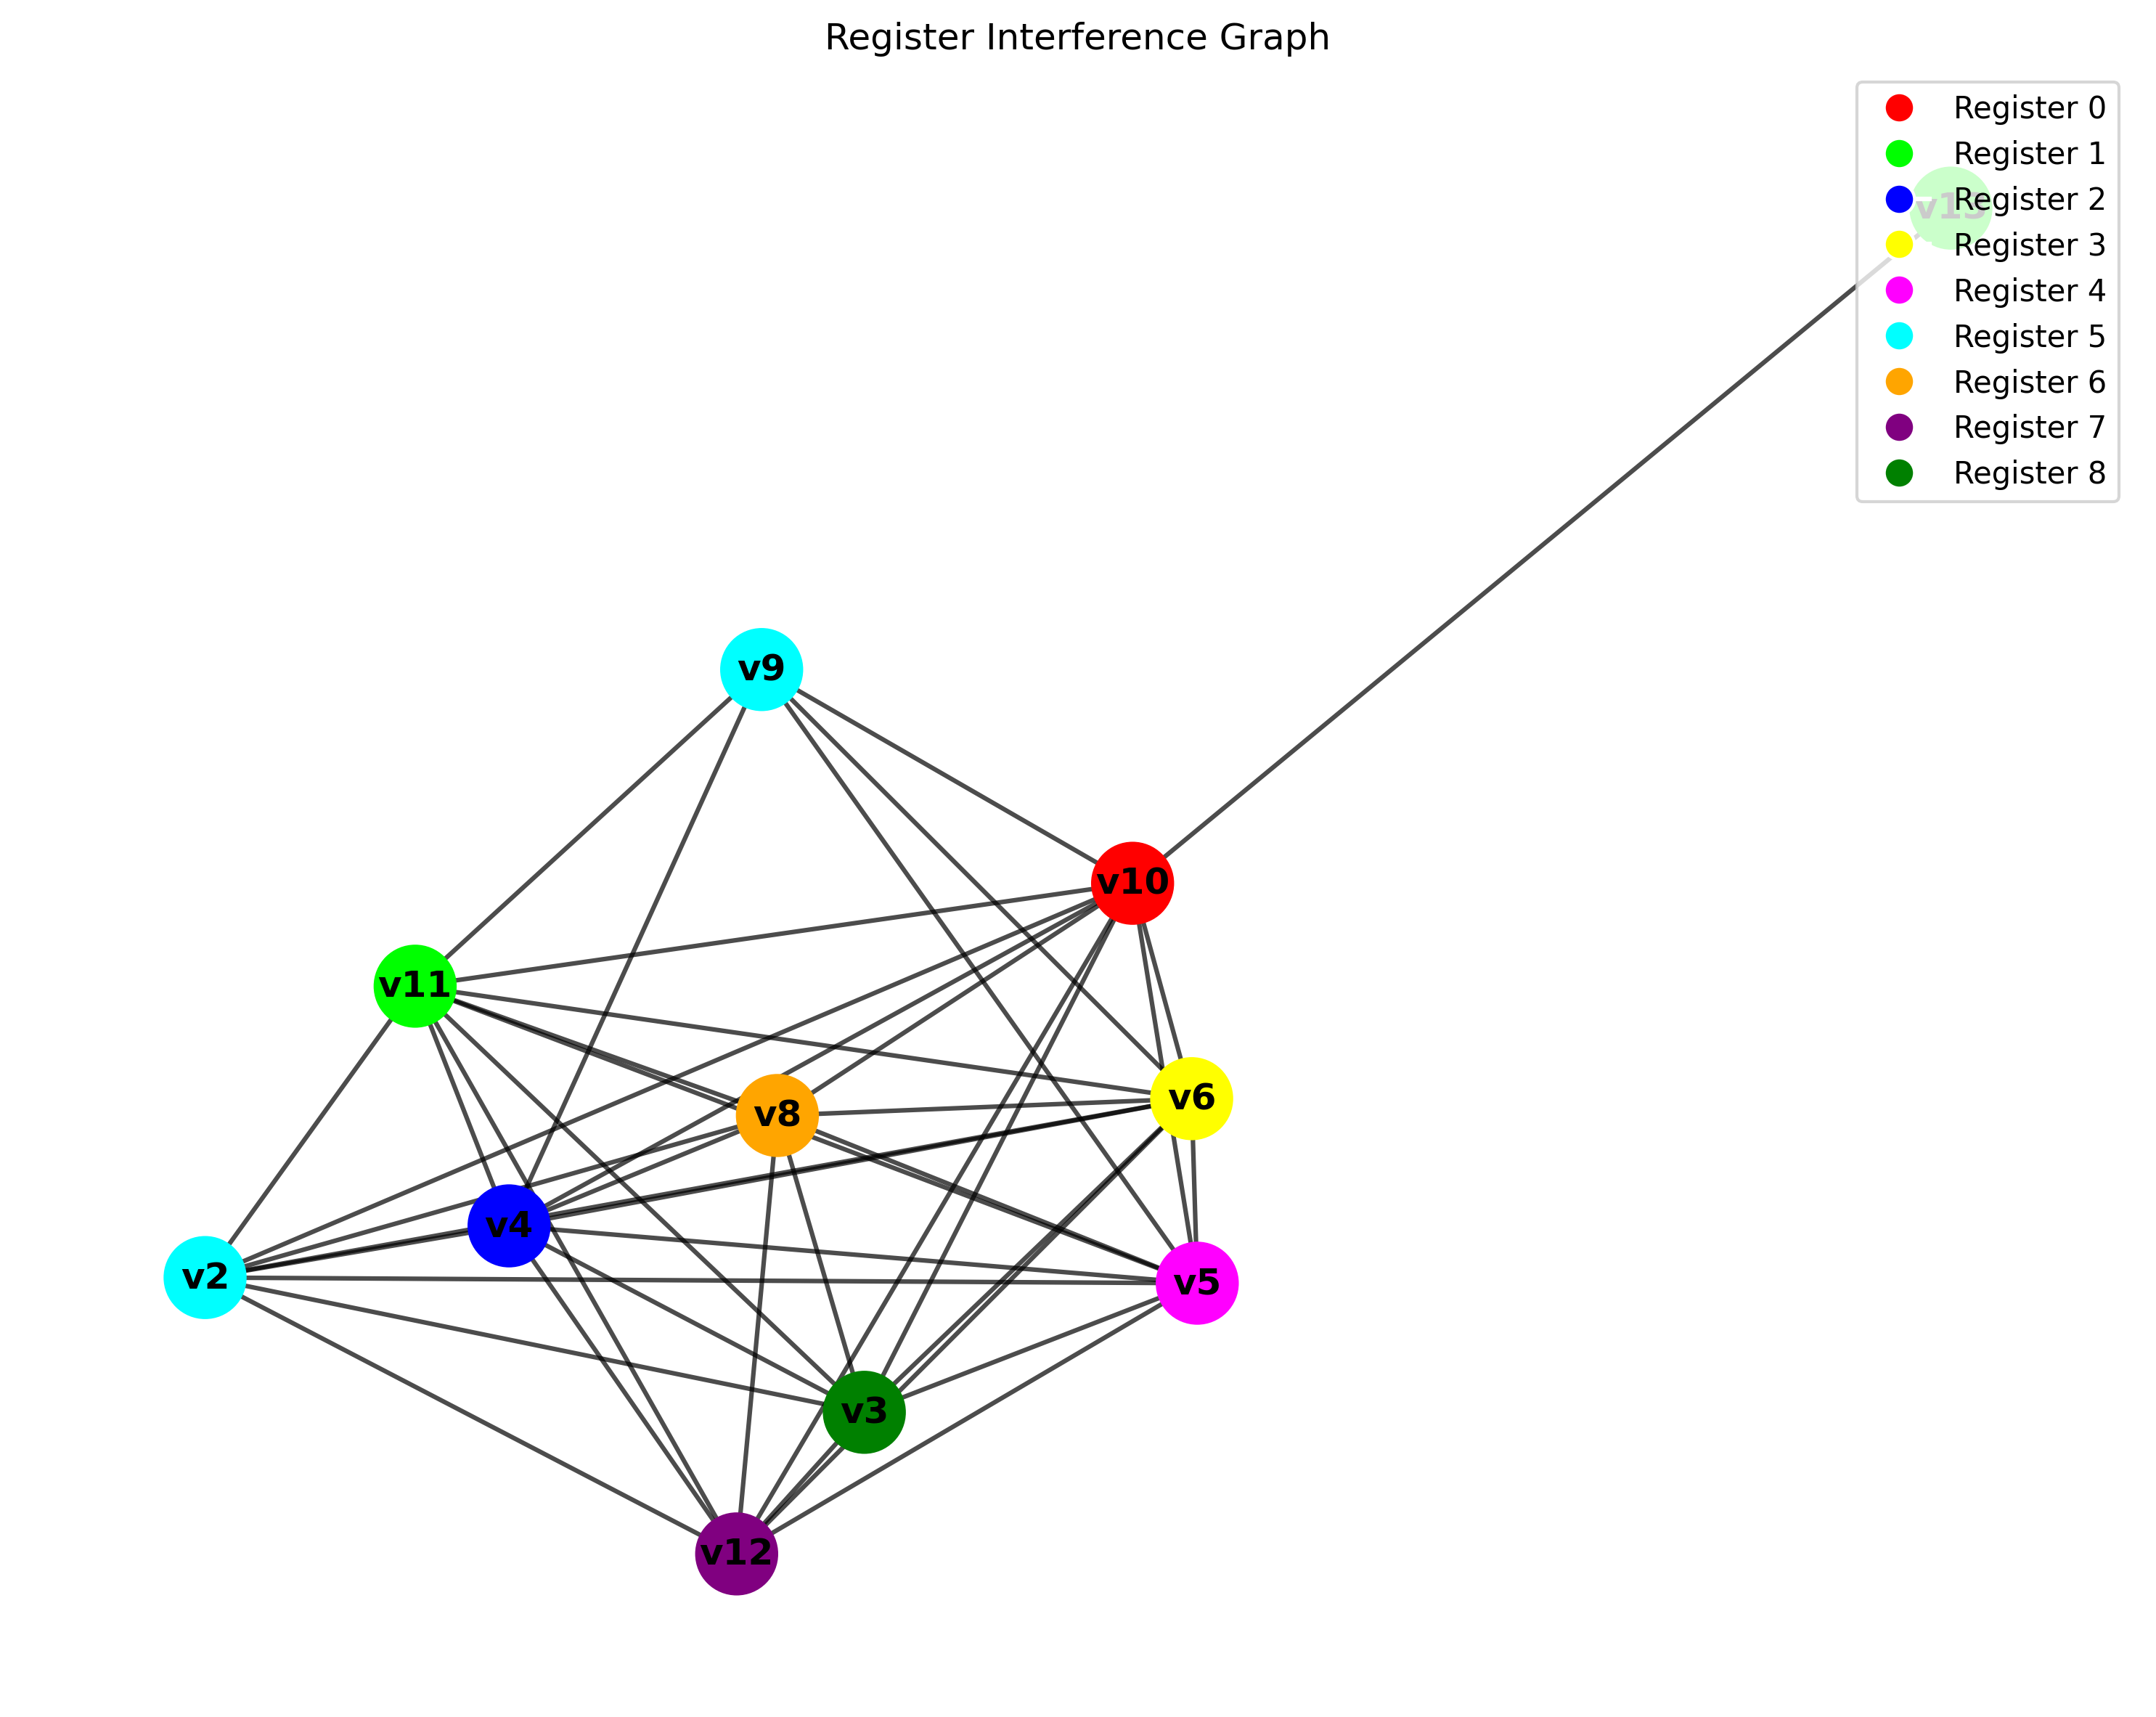 Register Interference Graph
Register 0
Register 1
Register 2
Register 3
Register 4
Register 5
Register 6
Register 7
Register 8
v9
v10
v11
v6
v8
v4
v2
v5
v3
v12